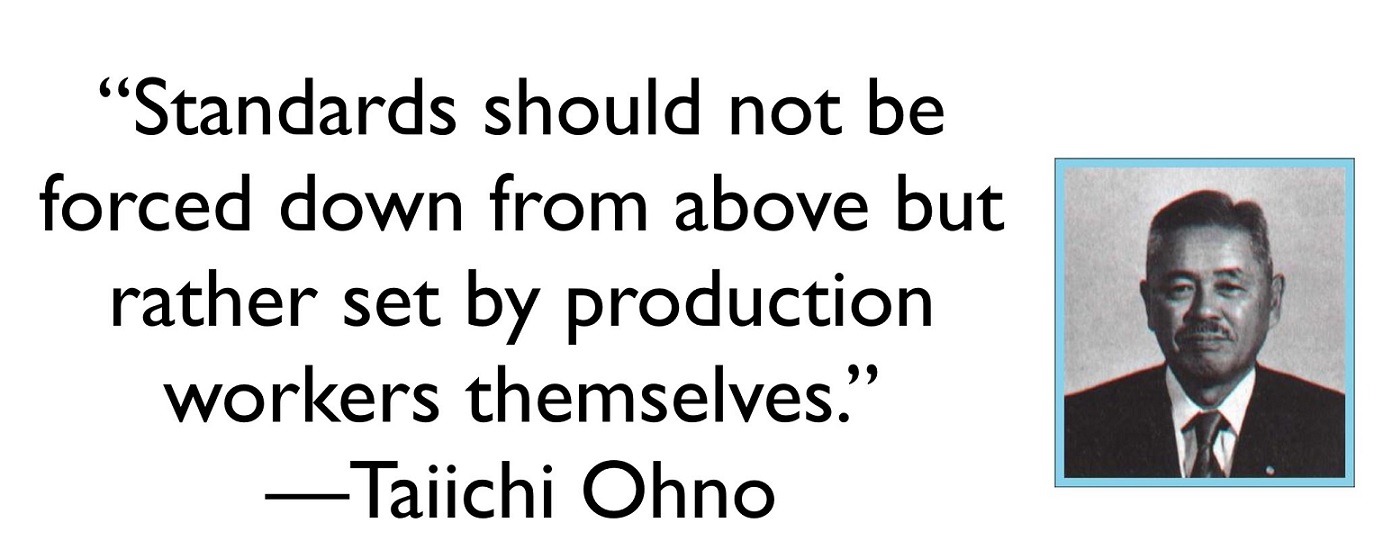 “Standards should not be
forced down from above but
rather set by production
workers themselves.”
—Taiichi Ohno